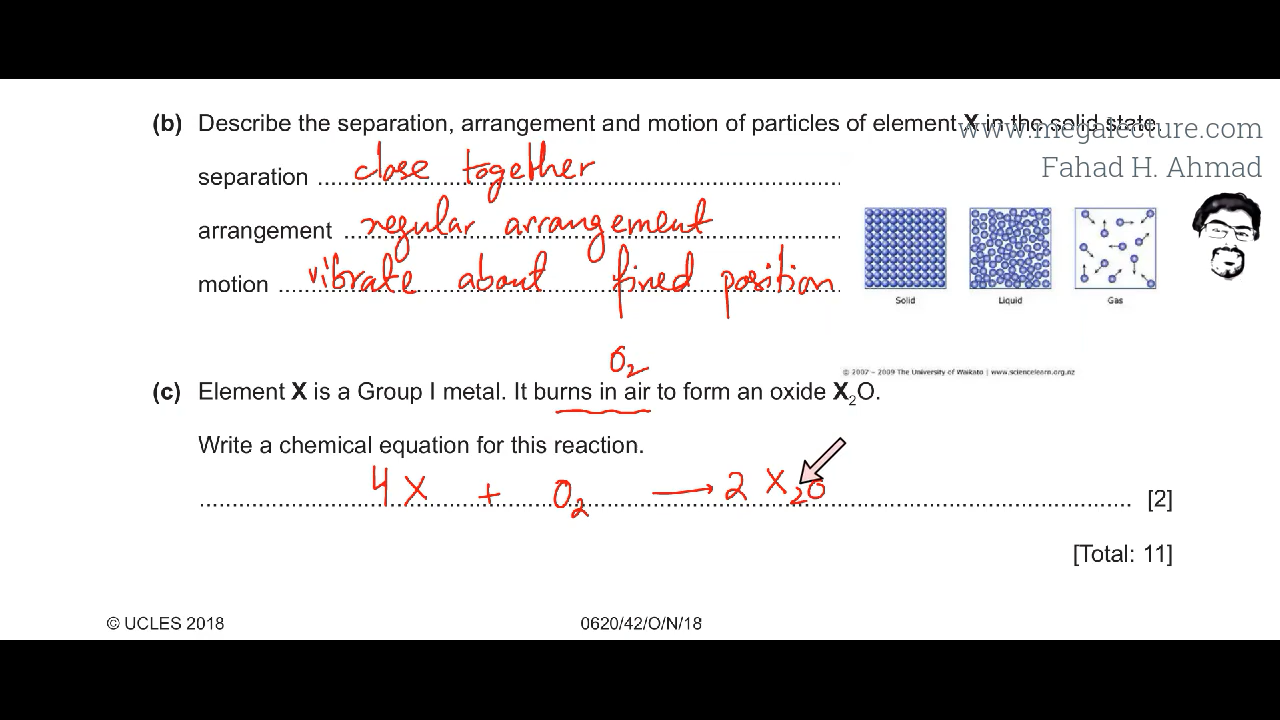 (b) Describe the separation, arrangement and motion of particles of element X in the solid state.
www.megalecture.com
Fahad H. Ahmad
separation close together
arrangement regular arrangement
motion vibrate about fixed position
Solid Liquid Gas
O₂
© 2007 – 2009 The University of Waikato | www.sciencelearn.org.nz
(c) Element X is a Group I metal. It burns in air to form an oxide X₂O.
Write a chemical equation for this reaction.
4 X + O₂ → 2 X₂O [2]
[Total: 11]
© UCLES 2018 0620/42/O/N/18